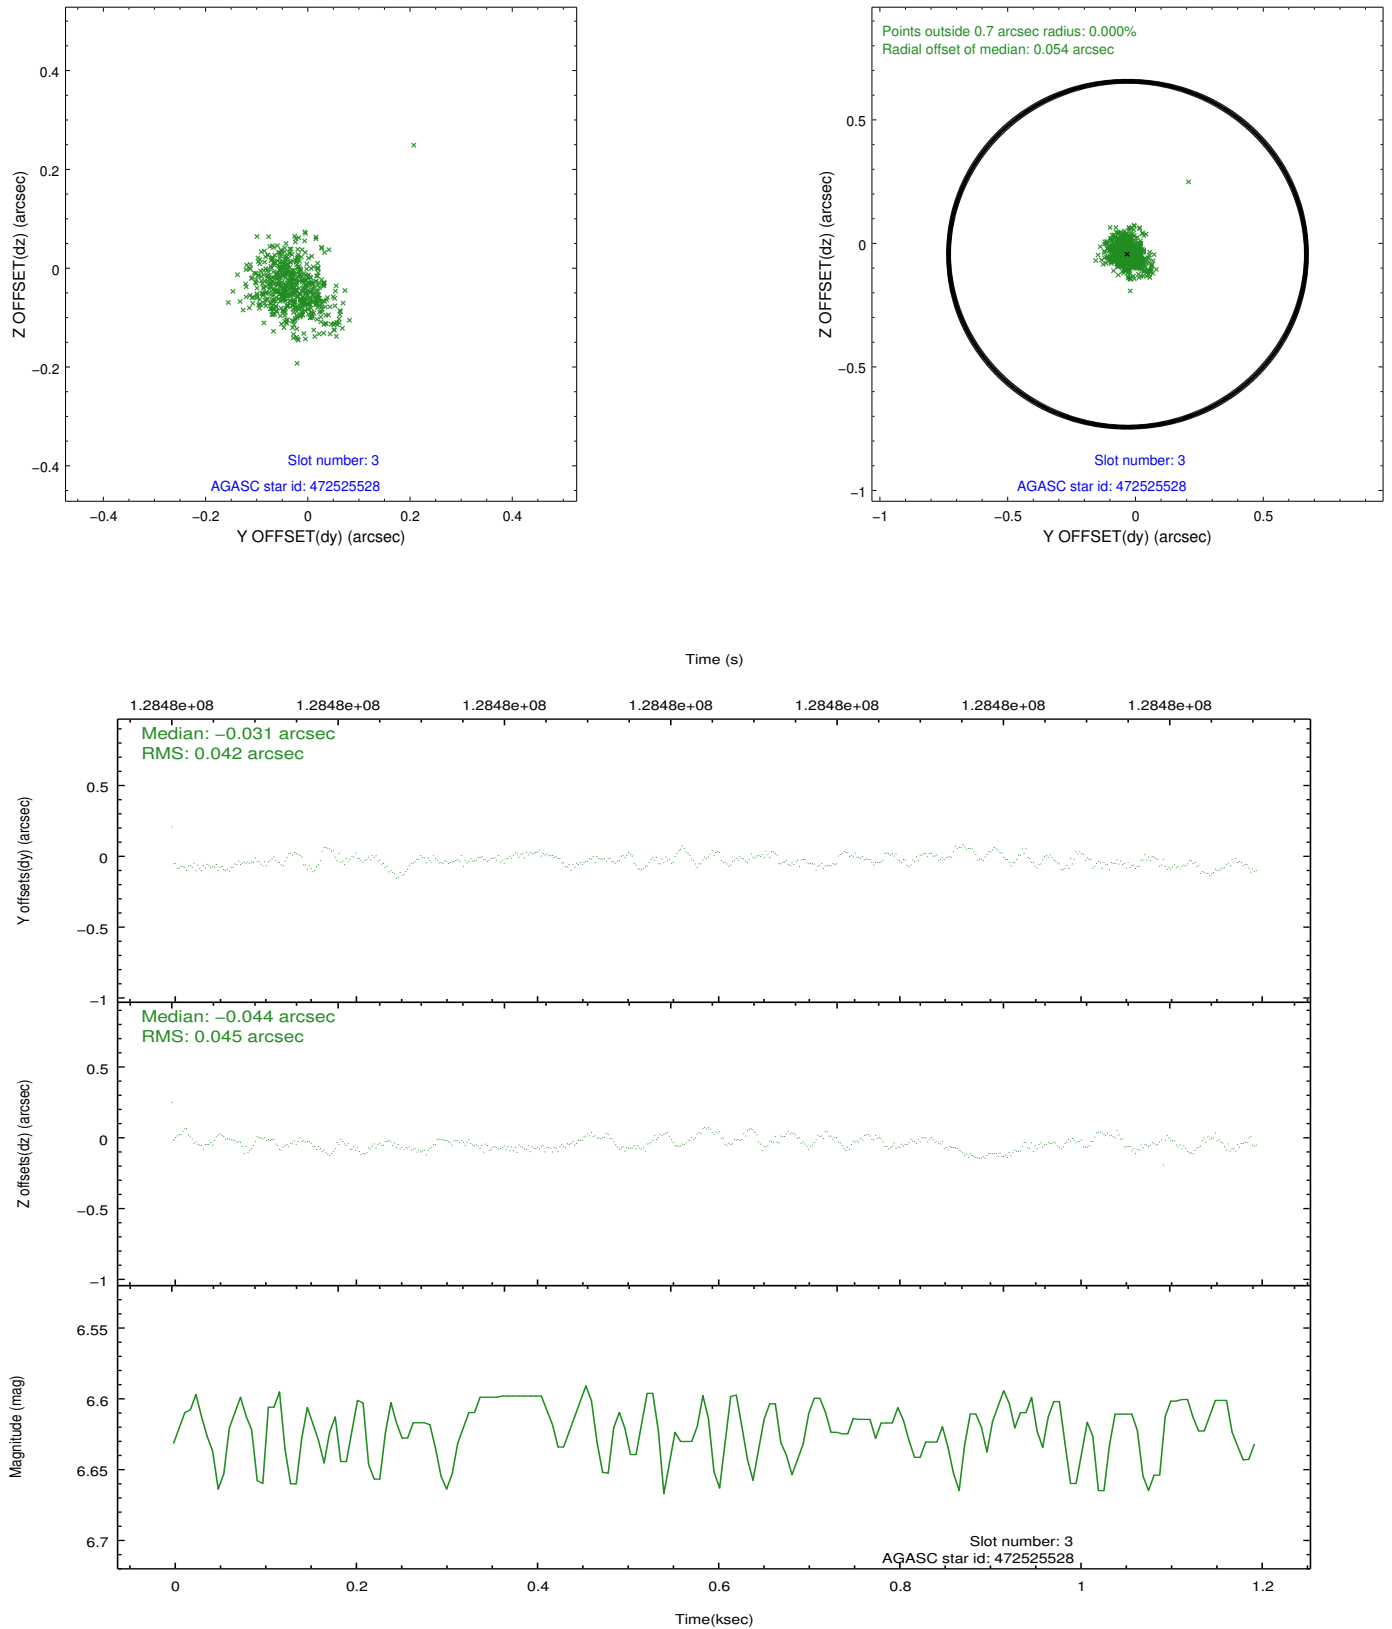 0.4
0.2
0
−0.2
−0.4
Z OFFSET(dz) (arcsec)
Slot number: 3
AGASC star id: 472525528
−0.4 −0.2 0 0.2 0.4
Y OFFSET(dy) (arcsec)
Points outside 0.7 arcsec radius: 0.000%
Radial offset of median: 0.054 arcsec
0.5
0
−0.5
−1
Z OFFSET(dz) (arcsec)
Slot number: 3
AGASC star id: 472525528
−1 −0.5 0 0.5
Y OFFSET(dy) (arcsec)
Time (s)
1.2848e+08 1.2848e+08 1.2848e+08 1.2848e+08 1.2848e+08 1.2848e+08 1.2848e+08
Median: −0.031 arcsec
RMS: 0.042 arcsec
0.5
0
−0.5
−1
Y offsets(dy) (arcsec)
Median: −0.044 arcsec
RMS: 0.045 arcsec
0.5
0
−0.5
−1
Z offsets(dz) (arcsec)
6.55
6.6
6.65
6.7
Magnitude (mag)
Slot number: 3
AGASC star id: 472525528
0 0.2 0.4 0.6 0.8 1 1.2
Time(ksec)